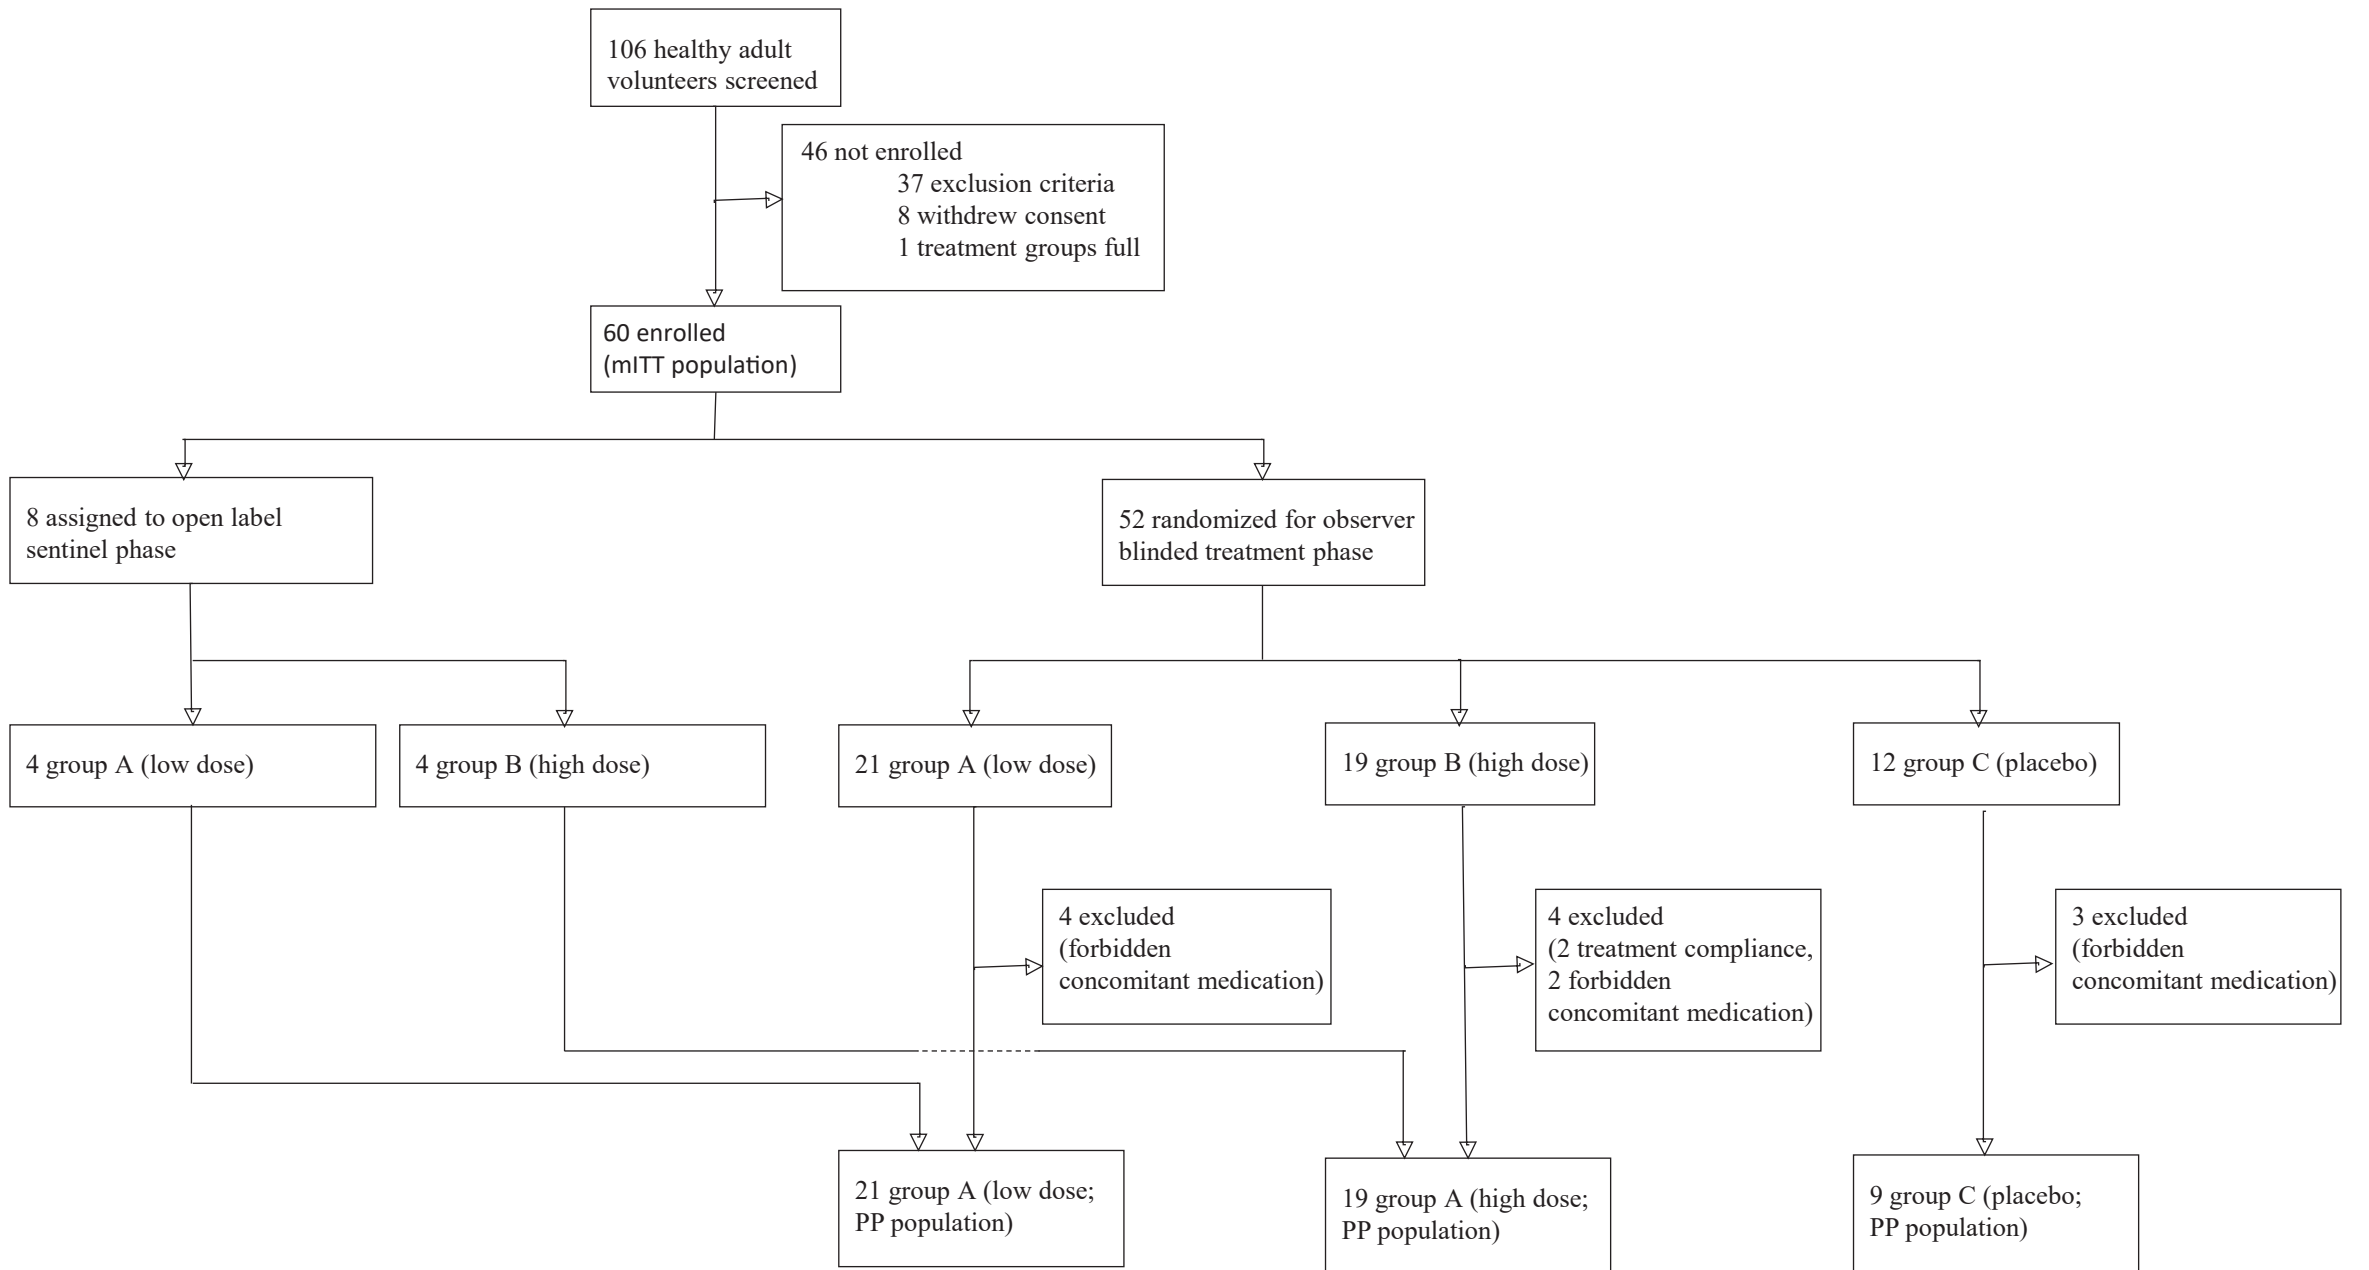 106 healthy adult
volunteers screened
46 not enrolled
37 exclusion criteria
8 withdrew consent
1 treatment groups full
60 enrolled
(mITT population)
8 assigned to open label
sentinel phase
52 randomized for observer
blinded treatment phase
4 group A (low dose)
4 group B (high dose)
21 group A (low dose)
19 group B (high dose)
12 group C (placebo)
4 excluded
(forbidden
concomitant medication)
4 excluded
(2 treatment compliance,
2 forbidden
concomitant medication)
3 excluded
(forbidden
concomitant medication)
21 group A (low dose;
PP population)
19 group A (high dose;
PP population)
9 group C (placebo;
PP population)